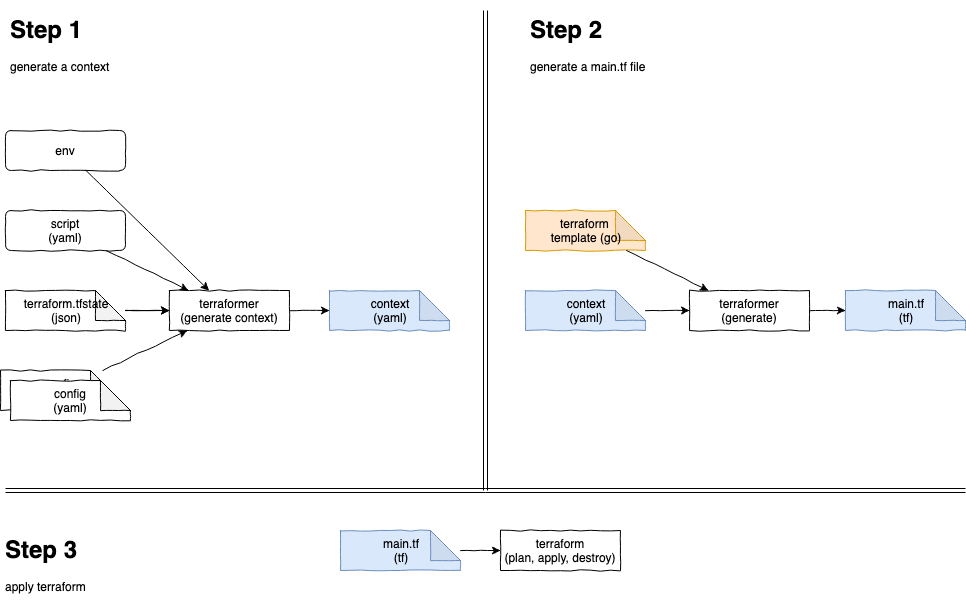 Step 1
generate a context
env
script
(yaml)
terraform.tfstate
(json)
config
(yaml)
terraformer
(generate context)
context
(yaml)
Step 2
generate a main.tf file
terraform
template (go)
context
(yaml)
terraformer
(generate)
main.tf
(tf)
Step 3
apply terraform
main.tf
(tf)
terraform
(plan, apply, destroy)